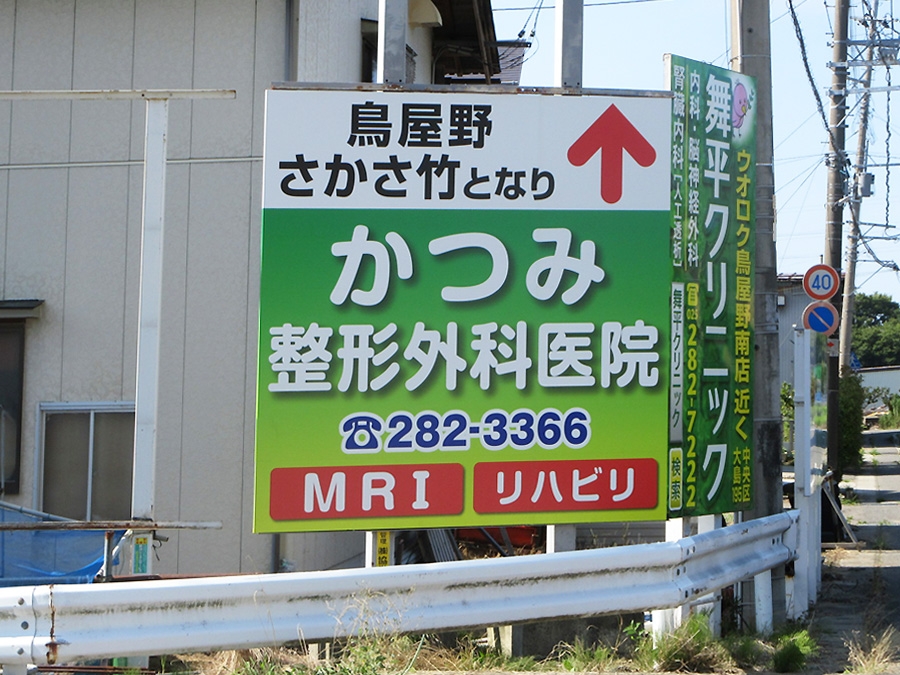 鳥屋野
さかさ竹となり
かつみ
整形外科医院
☎282-3366
MRI
リハビリ
ウオロク鳥屋野南店近く
中央区
大島195
舞平クリニック
内科・脳神経外科
☎025
282-7222
腎臓内科［人工透析］
舞平クリニック
検索
40